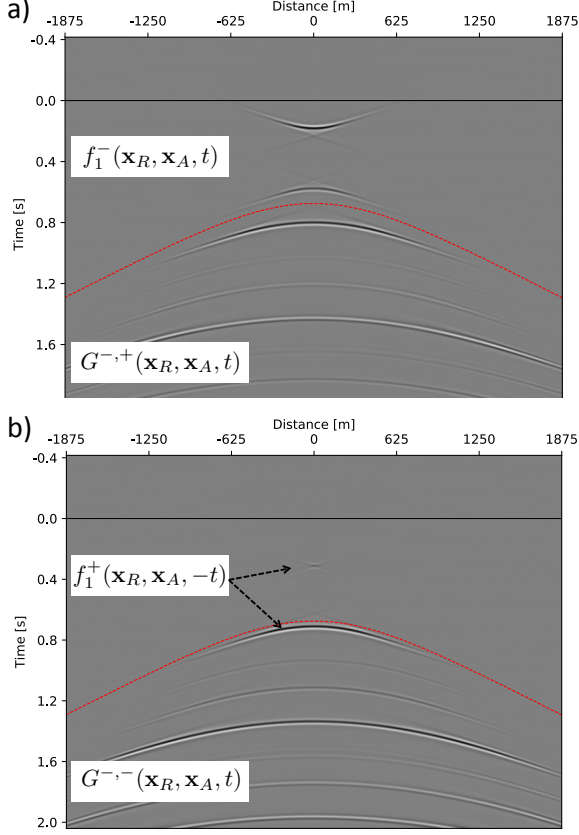 a)
Distance [m]
-1875 -1250 -625 0 625 1250 1875
-0.4
0.0
0.4
0.8
1.2
1.6
Time [s]
f₁⁻(x_R, x_A, t)
G⁻,⁺(x_R, x_A, t)
b)
Distance [m]
-1875 -1250 -625 0 625 1250 1875
-0.4
0.0
0.4
0.8
1.2
1.6
2.0
Time [s]
f₁⁺(x_R, x_A, -t)
G⁻,⁻(x_R, x_A, t)